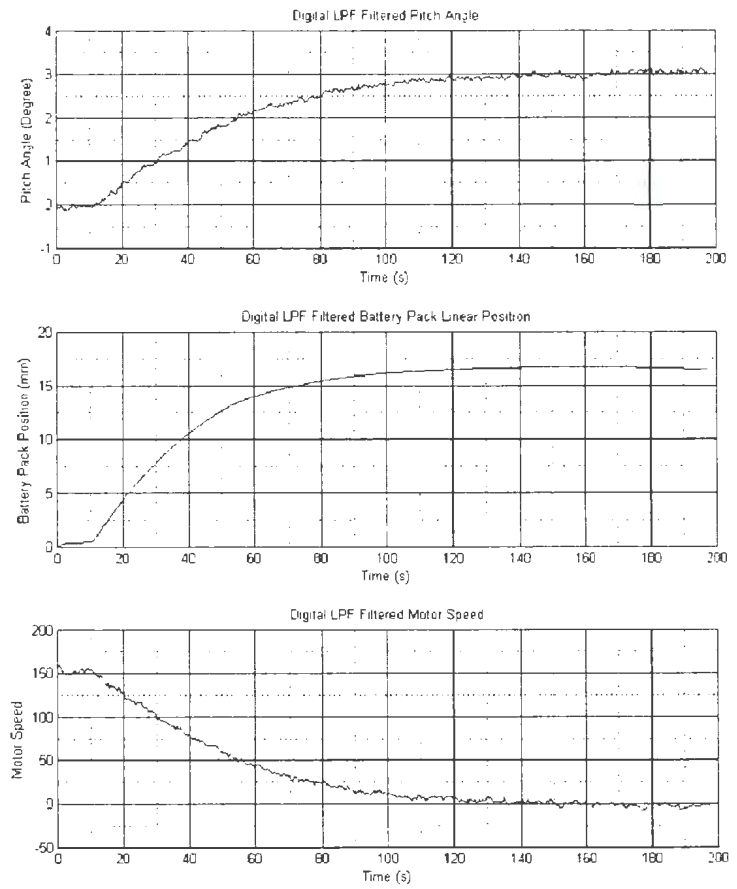 Digital LPF Filtered Pitch Angle
4
3
2
1
0
-1
Pitch Angle (Degree)
0 20 40 60 80 100 120 140 160 180 200
Time (s)
Digital LPF Filtered Battery Pack Linear Position
20
15
10
5
0
Battery Pack Position (mm)
0 20 40 60 80 100 120 140 160 180 200
Time (s)
Digital LPF Filtered Motor Speed
200
150
100
50
0
-50
Motor Speed
0 20 40 60 80 100 120 140 160 180 200
Time (s)